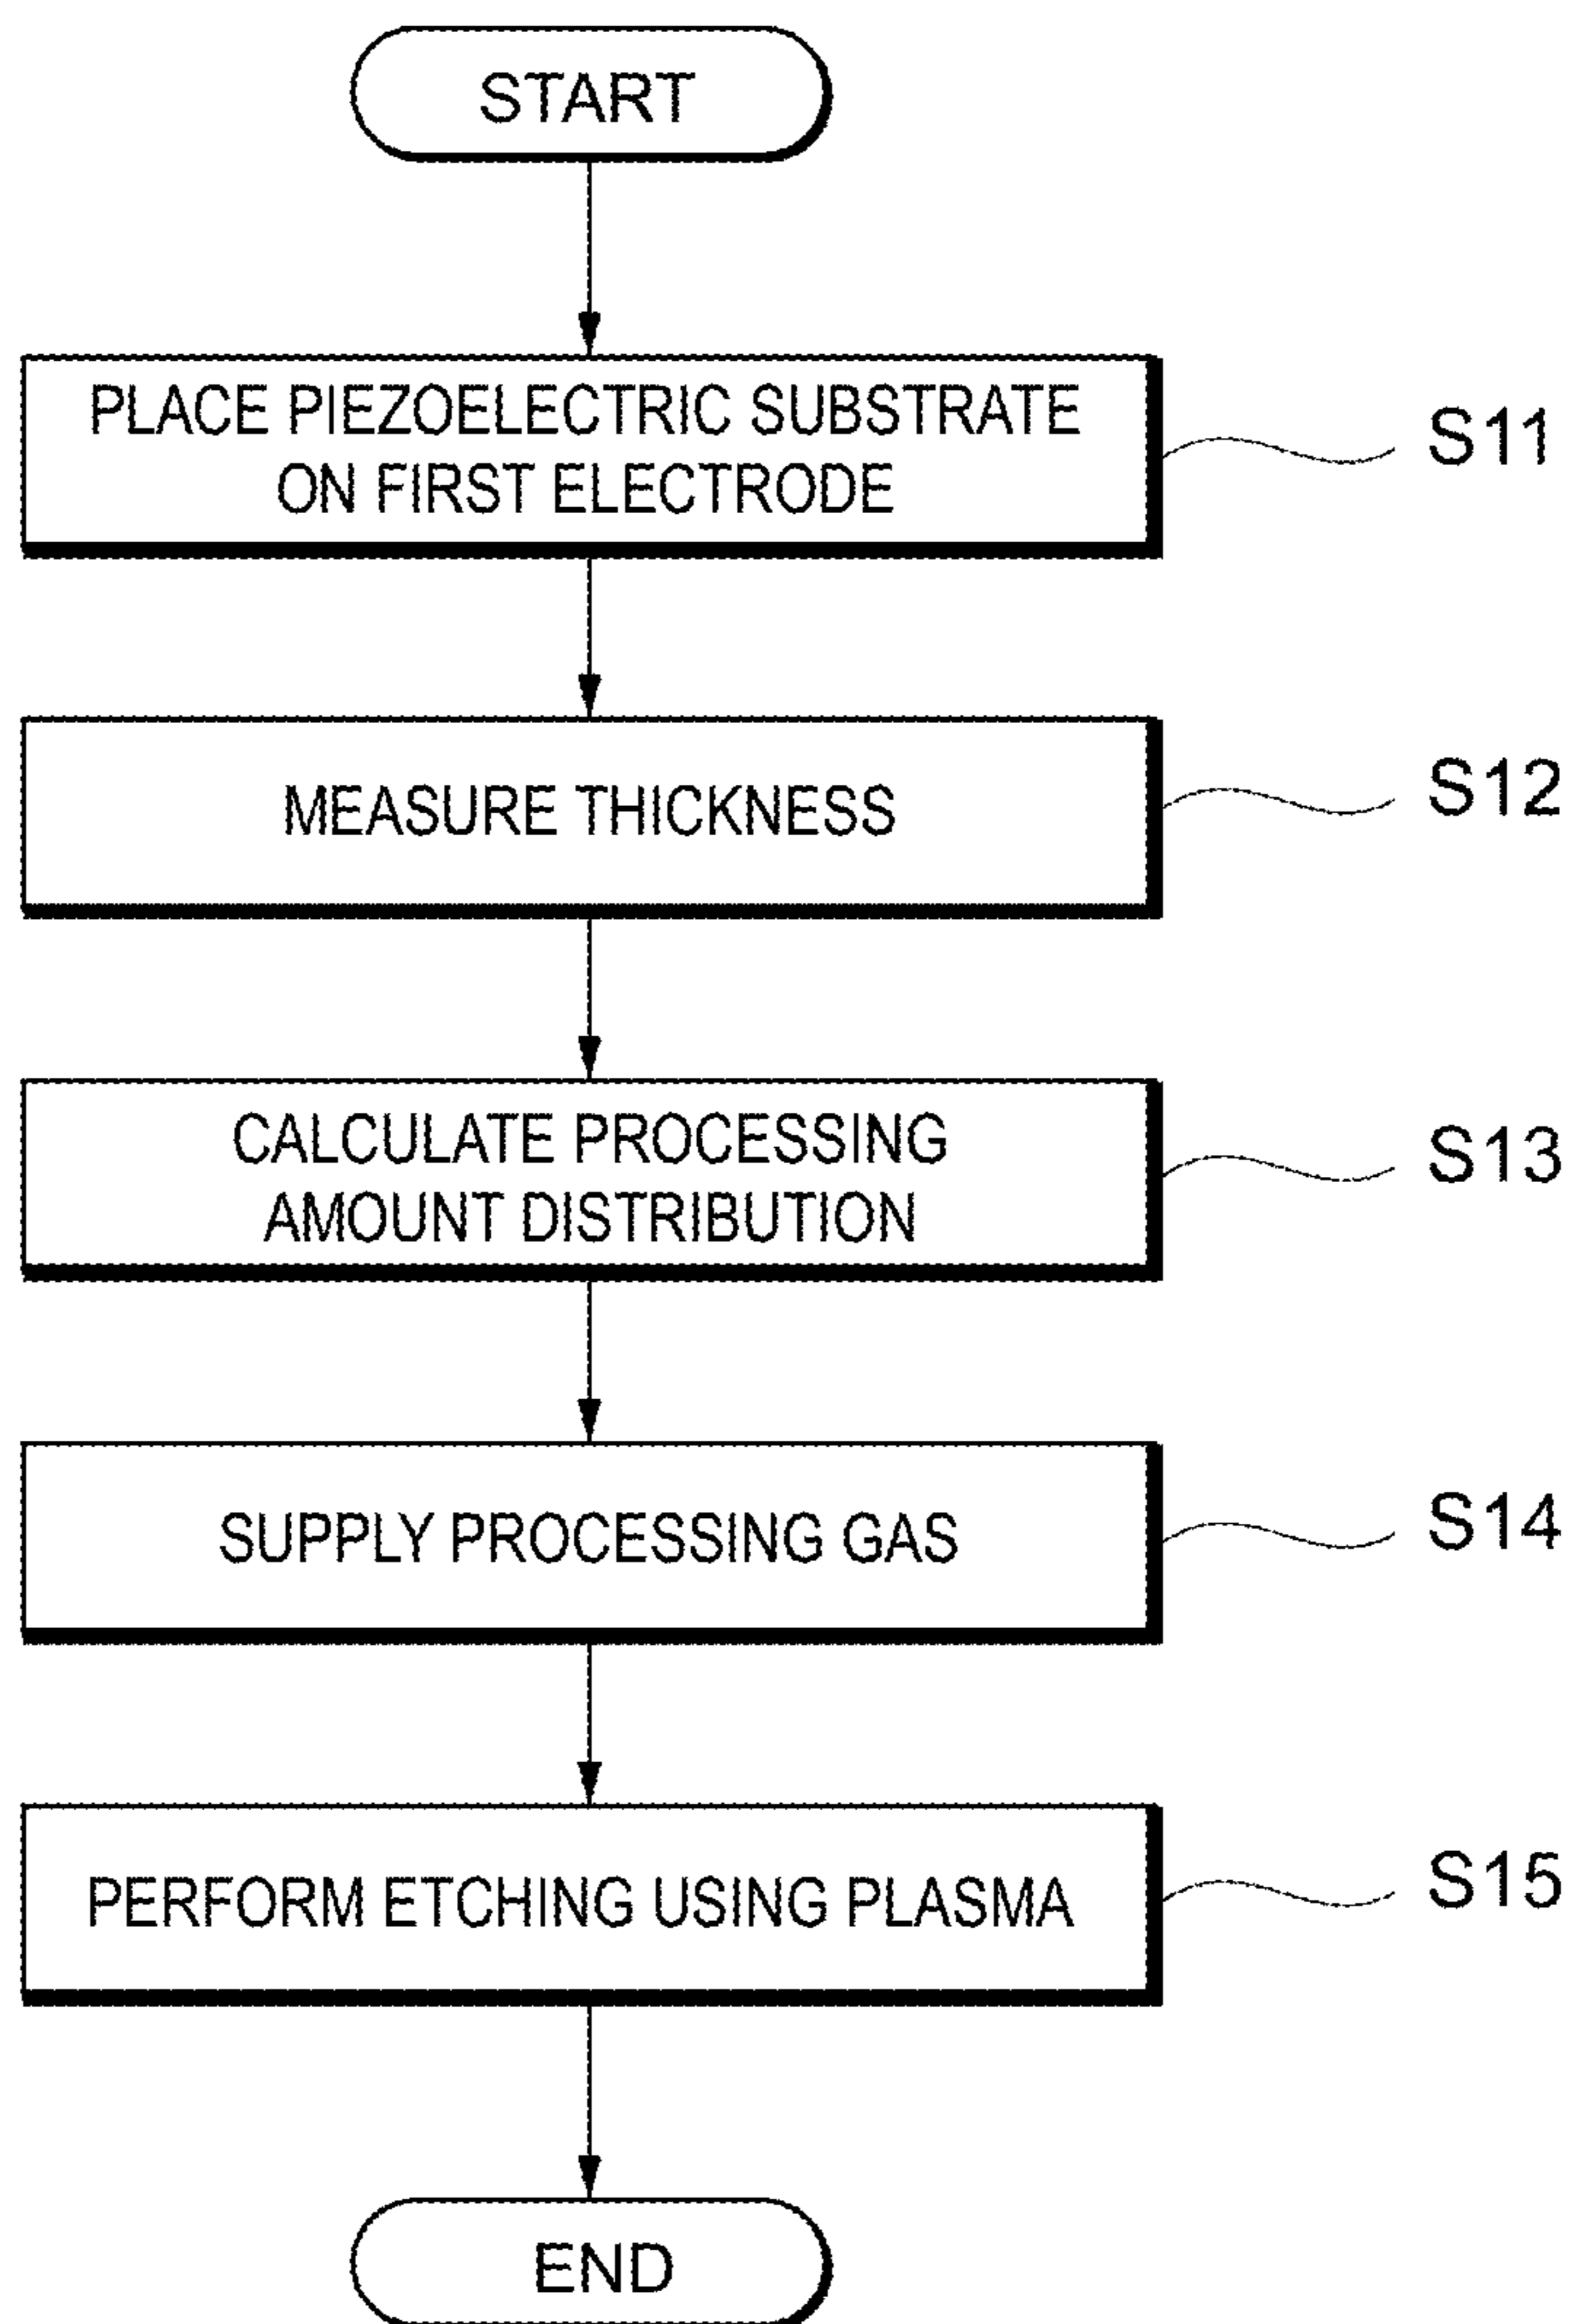 START
PLACE PIEZOELECTRIC SUBSTRATE
ON FIRST ELECTRODE
S11
MEASURE THICKNESS
S12
CALCULATE PROCESSING
AMOUNT DISTRIBUTION
S13
SUPPLY PROCESSING GAS
S14
PERFORM ETCHING USING PLASMA
S15
END